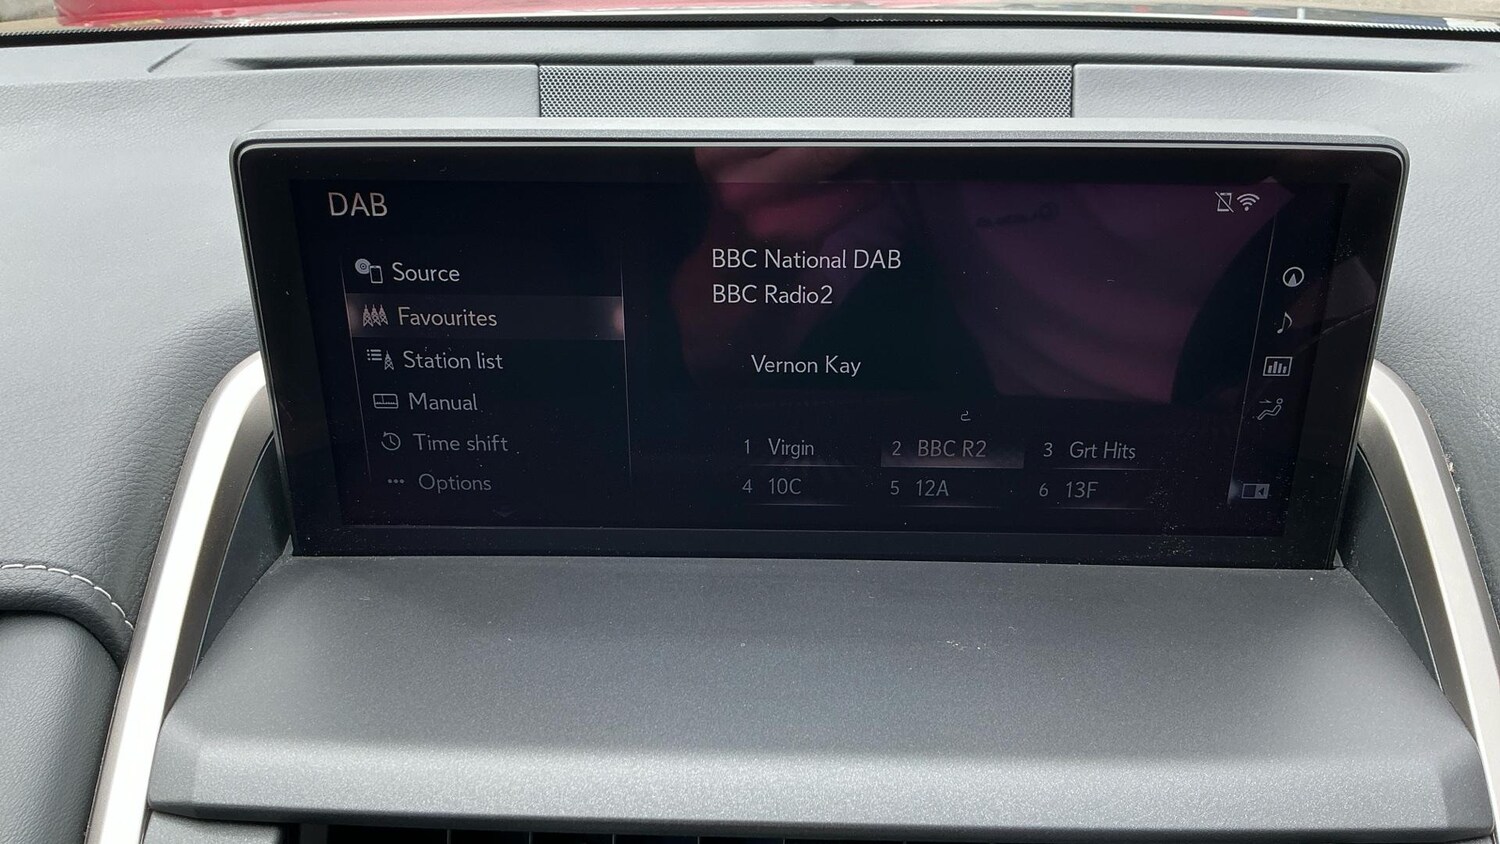 DAB
Source
Favourites
Station list
Manual
Time shift
Options
BBC National DAB
BBC Radio2
Vernon Kay
1 Virgin 2 BBC R2 3 Grt Hits
4 10C 5 12A 6 13F